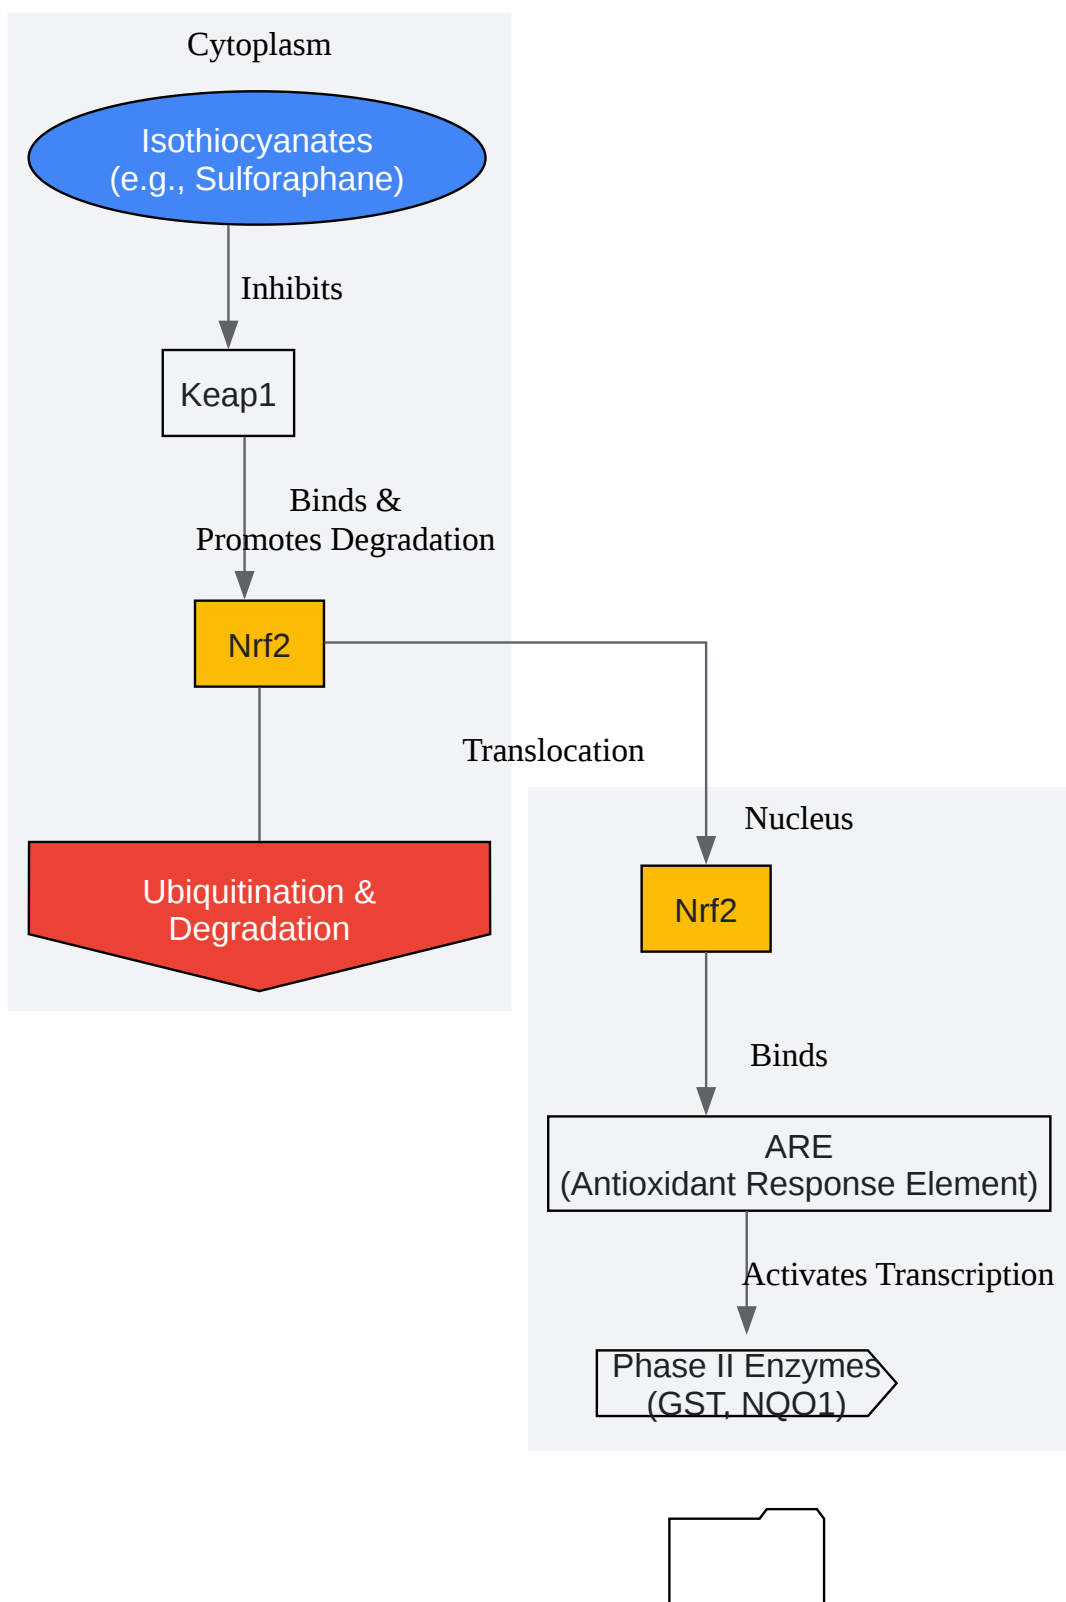 Cytoplasm
Isothiocyanates
(e.g., Sulforaphane)
Inhibits
Keap1
Binds &
Promotes Degradation
Nrf2
Translocation
Nucleus
Ubiquitination &
Degradation
Nrf2
Binds
ARE
(Antioxidant Response Element)
Activates Transcription
Phase II Enzymes
(GST, NQO1)